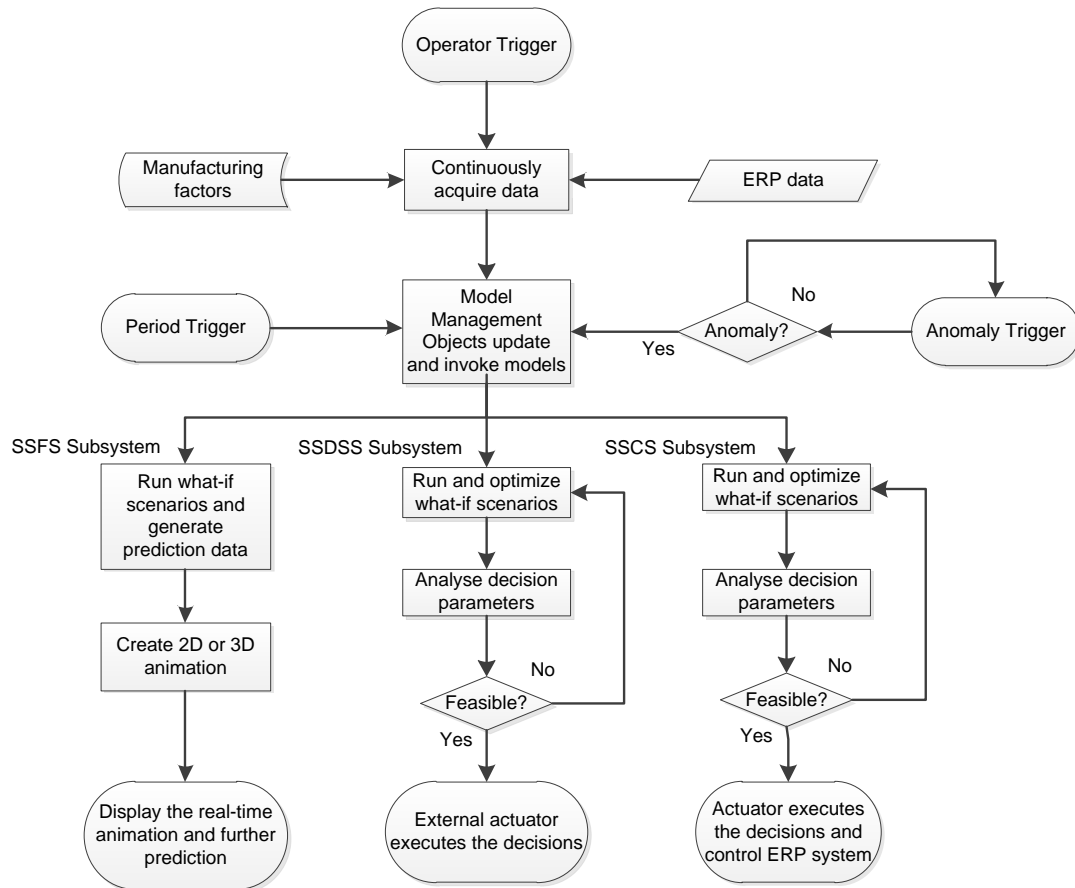 Operator Trigger
Manufacturing
factors
Continuously
acquire data
ERP data
Period Trigger
Model
Management
Objects update
and invoke models
No
Anomaly?
Yes
Anomaly Trigger
SSFS Subsystem
Run what-if
scenarios and
generate
prediction data
Create 2D or 3D
animation
Display the real-time
animation and further
prediction
SSDSS Subsystem
Run and optimize
what-if scenarios
Analyse decision
parameters
No
Feasible?
Yes
External actuator
executes the decisions
SSCS Subsystem
Run and optimize
what-if scenarios
Analyse decision
parameters
No
Feasible?
Yes
Actuator executes
the decisions and
control ERP system